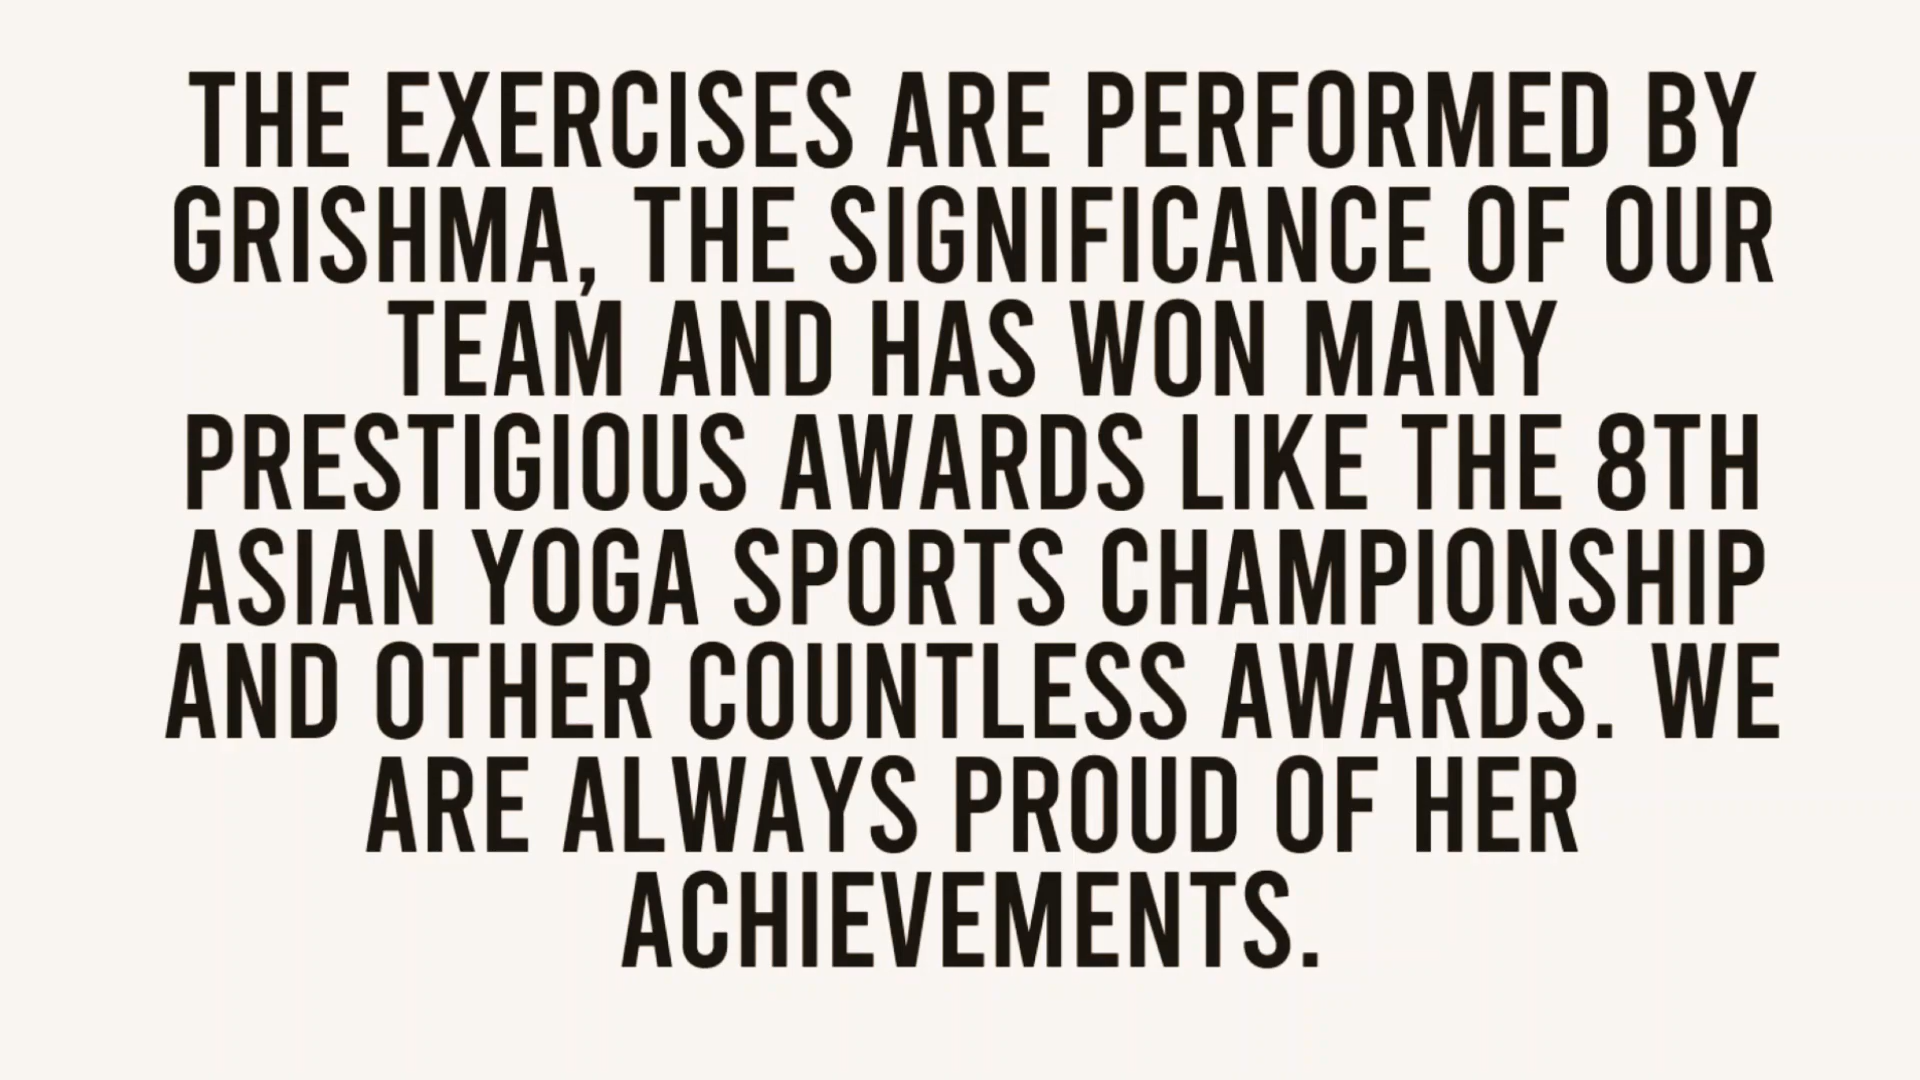 THE EXERCISES ARE PERFORMED BY
GRISHMA, THE SIGNIFICANCE OF OUR
TEAM AND HAS WON MANY
PRESTIGIOUS AWARDS LIKE THE 8TH
ASIAN YOGA SPORTS CHAMPIONSHIP
AND OTHER COUNTLESS AWARDS. WE
ARE ALWAYS PROUD OF HER
ACHIEVEMENTS.